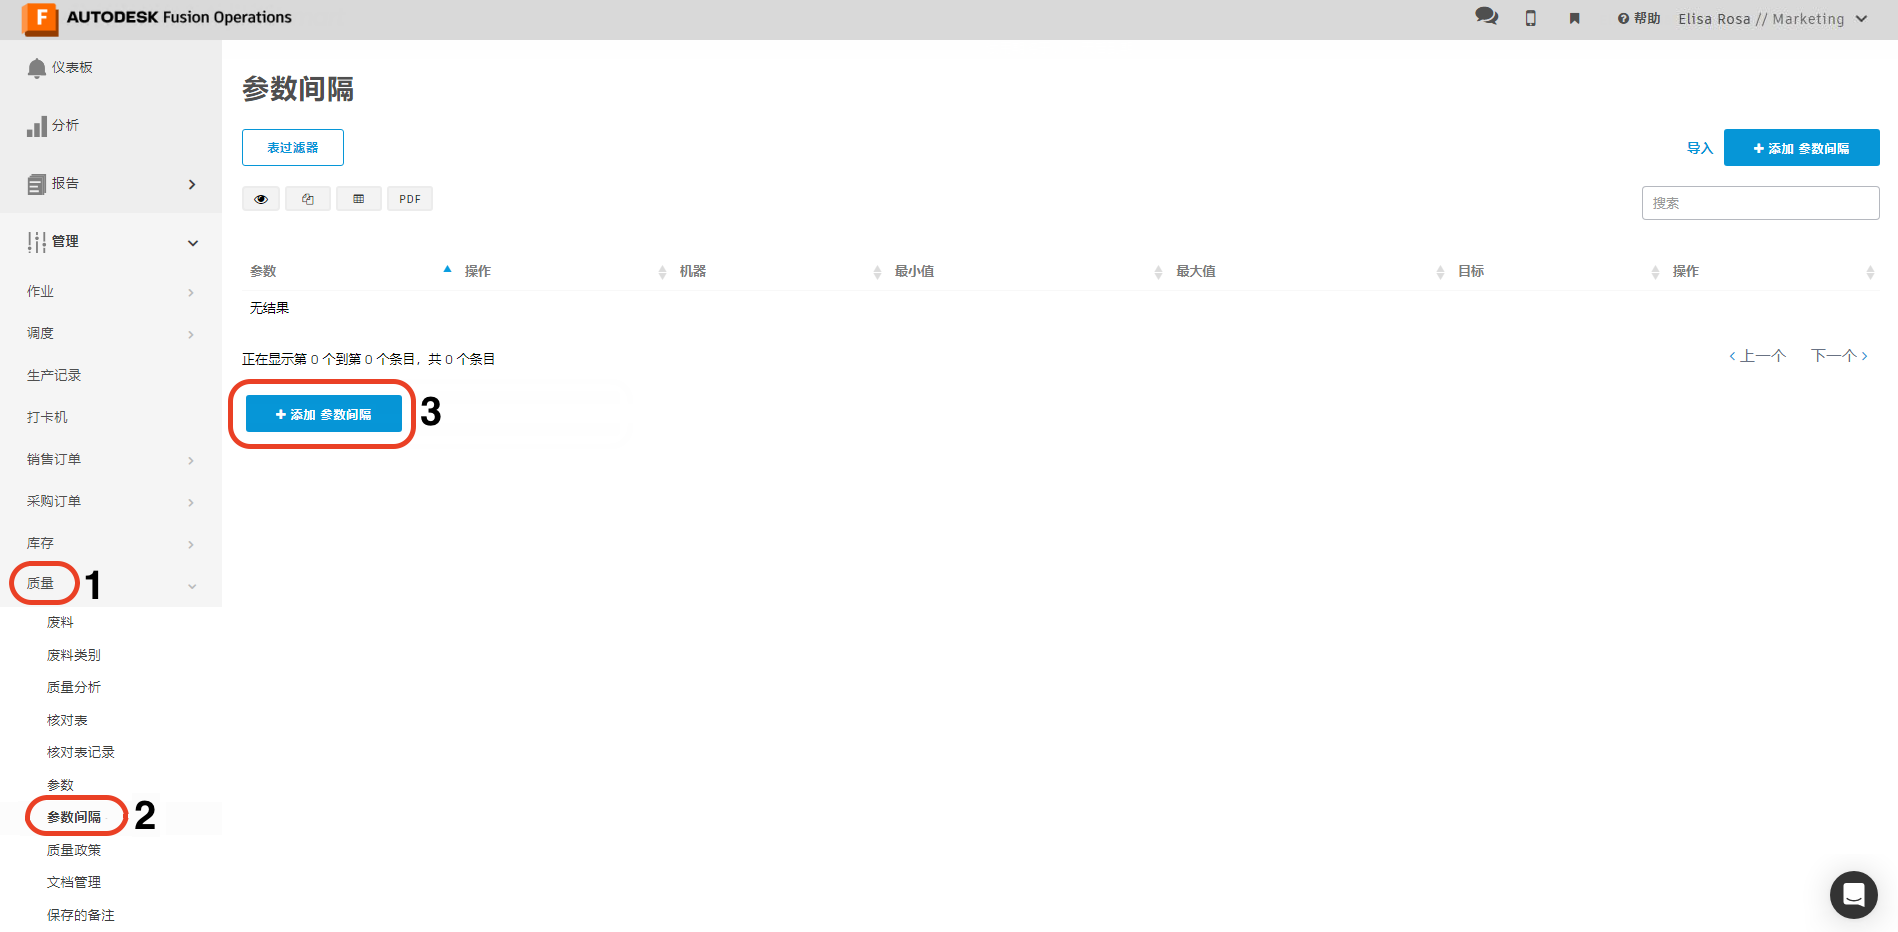 F AUTODESK Fusion Operations
帮助 Elisa Rosa // Marketing
仪表板
分析
报告
管理
作业
调度
生产记录
打卡机
销售订单
采购订单
库存
质量 1
废料
废料类别
质量分析
核对表
核对表记录
参数
参数间隔 2
质量政策
文档管理
保存的备注
参数间隔
表过滤器
导入 + 添加 参数间隔
PDF
搜索
参数 操作 机器 最小值 最大值 目标 操作
无结果
正在显示第 0 个到第 0 个条目，共 0 个条目
‹ 上一个 下一个 ›
+ 添加 参数间隔 3